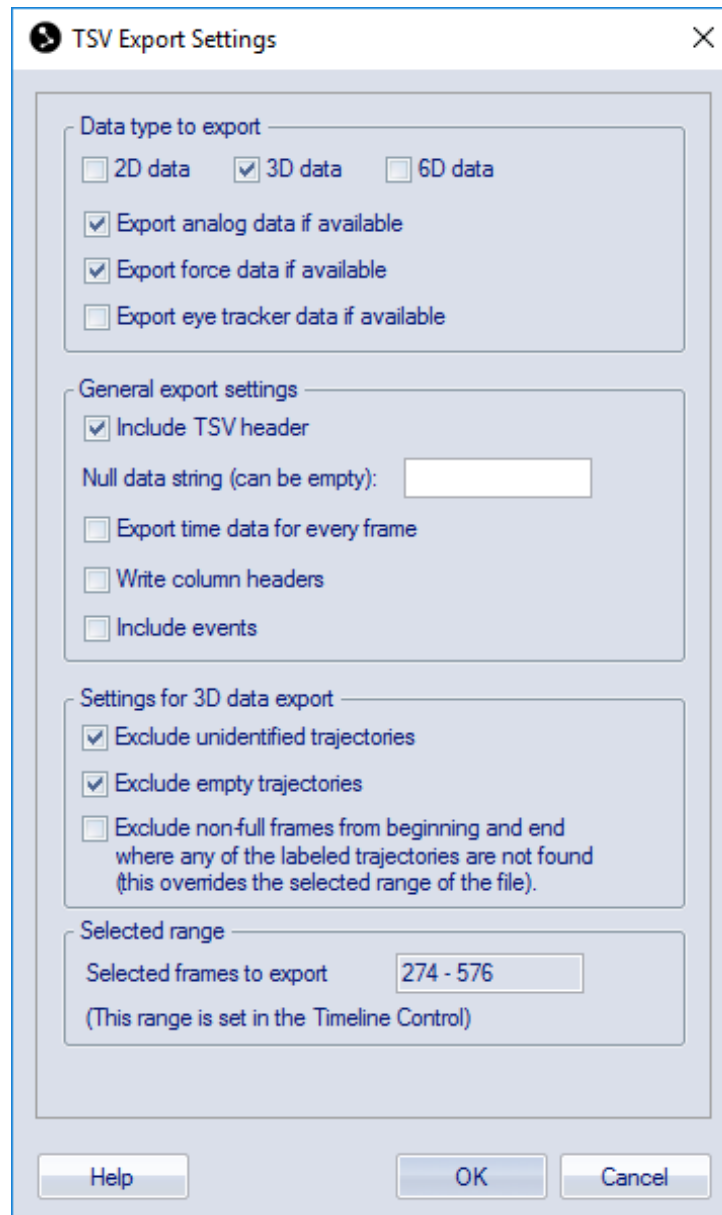 TSV Export Settings
Data type to export
2D data 3D data 6D data
Export analog data if available
Export force data if available
Export eye tracker data if available
General export settings
Include TSV header
Null data string (can be empty):
Export time data for every frame
Write column headers
Include events
Settings for 3D data export
Exclude unidentified trajectories
Exclude empty trajectories
Exclude non-full frames from beginning and end
where any of the labeled trajectories are not found
(this overrides the selected range of the file).
Selected range
Selected frames to export 274 - 576
(This range is set in the Timeline Control)
Help OK Cancel